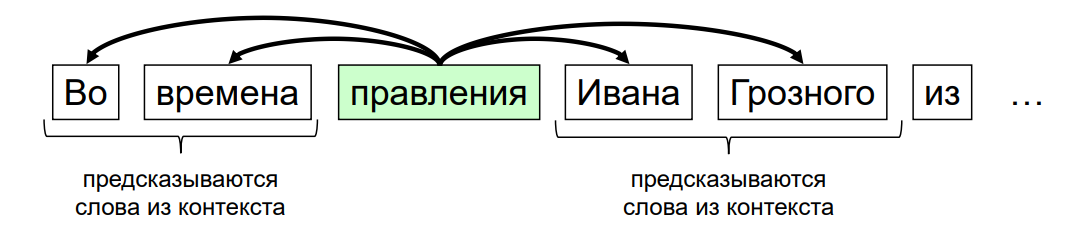 Во времена правления Ивана Грозного из ...
предсказываются
слова из контекста
предсказываются
слова из контекста